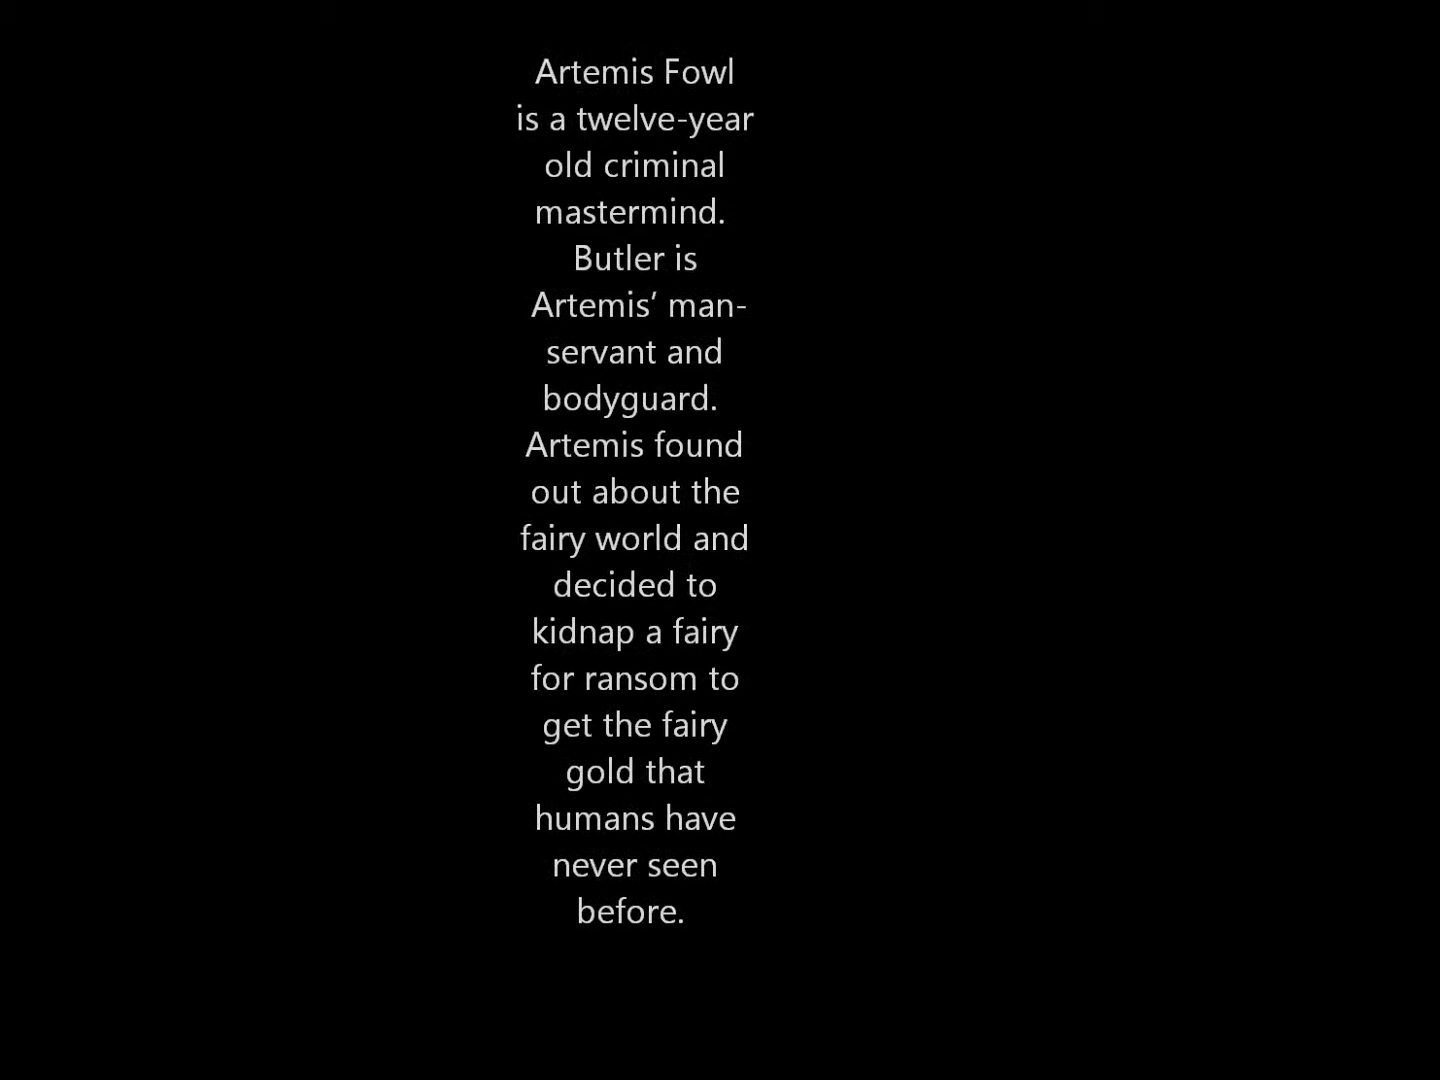 Artemis Fowl
is a twelve-year
old criminal
mastermind.
Butler is
Artemis’ man-
servant and
bodyguard.
Artemis found
out about the
fairy world and
decided to
kidnap a fairy
for ransom to
get the fairy
gold that
humans have
never seen
before.